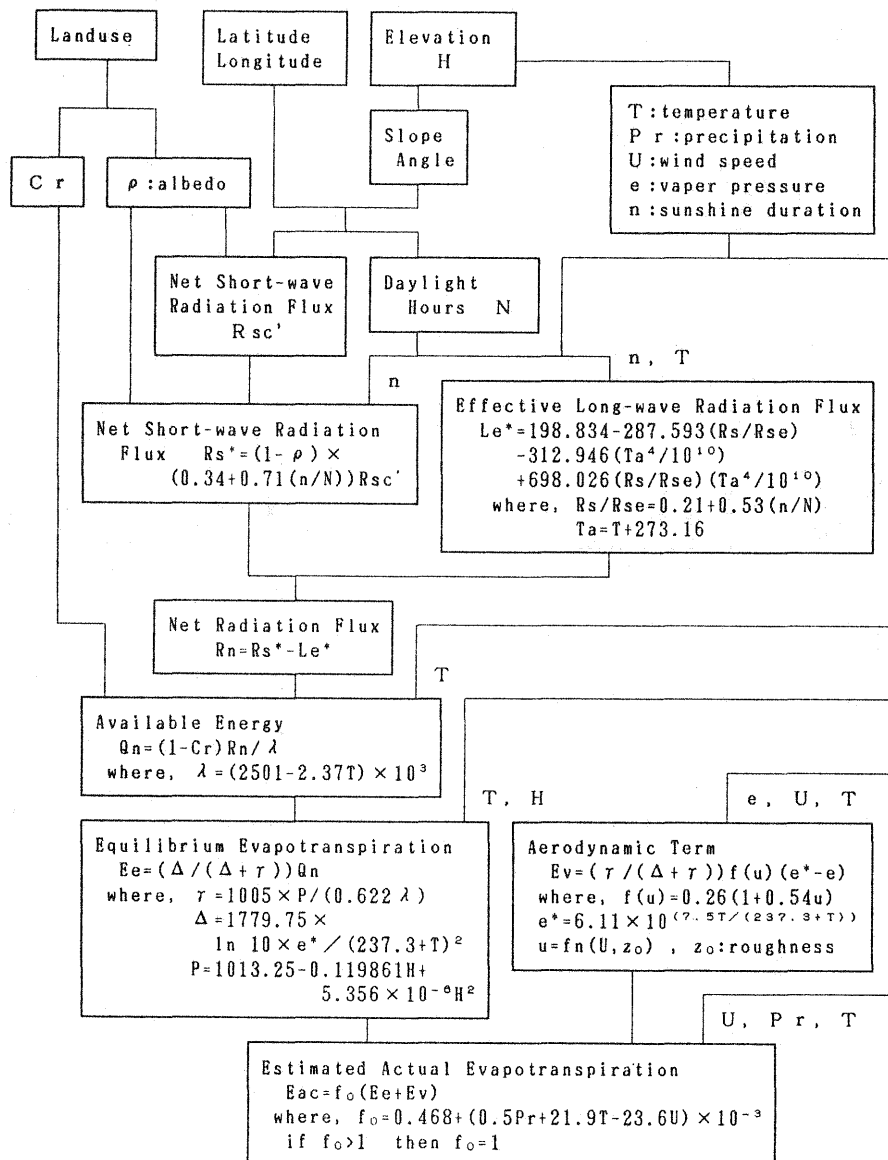 Landuse
Latitude
Longitude
Elevation
H
Slope
Angle
T:temperature
Pr:precipitation
U:wind speed
e:vaper pressure
n:sunshine duration
Cr
ρ:albedo
Net Short-wave
Radiation Flux
Rsc'
Daylight
Hours N
n
n, T
Net Short-wave Radiation
Flux Rs*=(1-ρ)×
(0.34+0.71(n/N))Rsc'
Effective Long-wave Radiation Flux
Le*=198.834-287.593(Rs/Rse)
-312.946(Ta⁴/10¹⁰)
+698.026(Rs/Rse)(Ta⁴/10¹⁰)
where, Rs/Rse=0.21+0.53(n/N)
Ta=T+273.16
Net Radiation Flux
Rn=Rs*-Le*
T
Available Energy
Qn=(1-Cr)Rn/λ
where, λ=(2501-2.37T)×10³
T, H
e, U, T
Equilibrium Evapotranspiration
Ee=(Δ/(Δ+γ))Qn
where, γ=1005×P/(0.622λ)
Δ=1779.75×
ln 10×e*/(237.3+T)²
P=1013.25-0.119861H+
5.356×10⁻⁶H²
Aerodynamic Term
Ev=(γ/(Δ+γ))f(u)(e*-e)
where, f(u)=0.26(1+0.54u)
e*=6.11×10^(7.5T/(237.3+T))
u=fn(U,z₀) , z₀:roughness
U, Pr, T
Estimated Actual Evapotranspiration
Eac=f₀(Ee+Ev)
where, f₀=0.468+(0.5Pr+21.9T-23.6U)×10⁻³
if f₀>1 then f₀=1